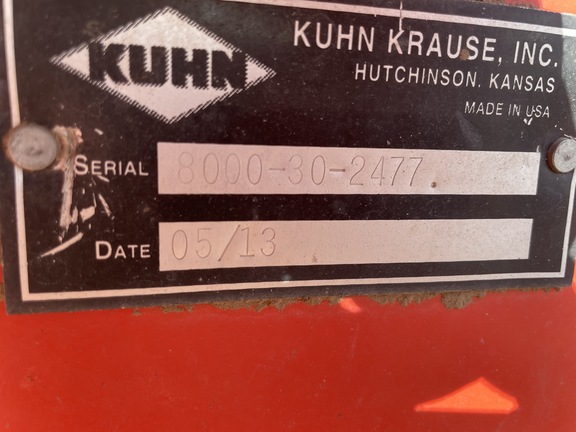 KUHN
KUHN KRAUSE, INC.
HUTCHINSON, KANSAS
MADE IN USA
SERIAL 8000-30-2477
DATE 05/13